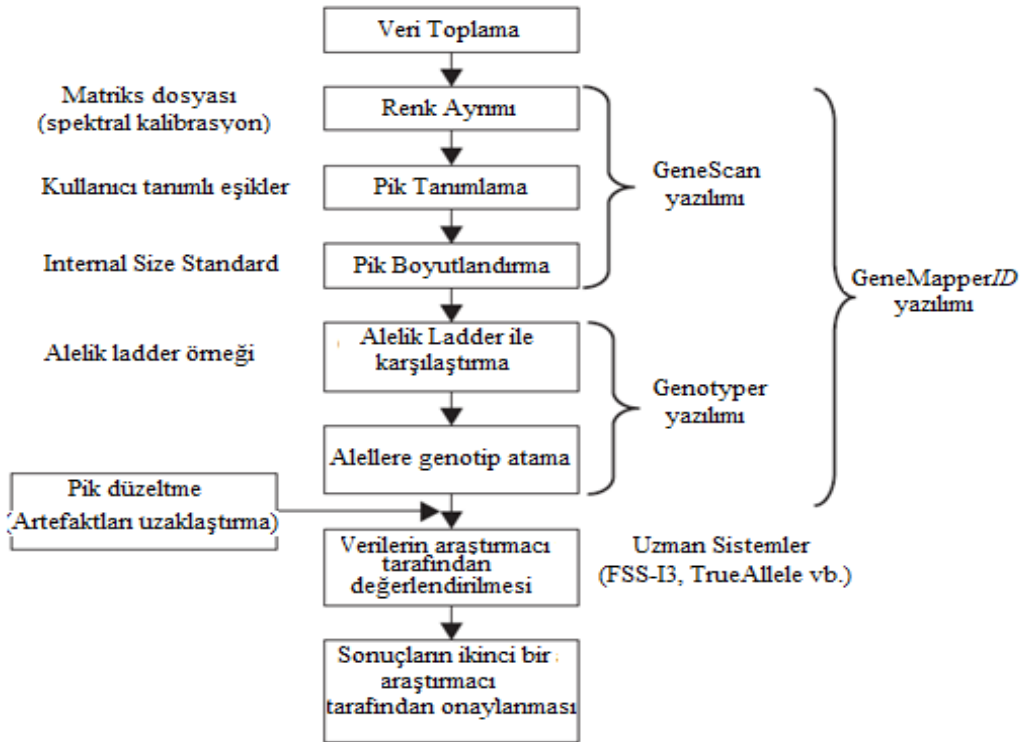 Veri Toplama
Matriks dosyası
(spektral kalibrasyon)
Renk Ayrımı
Kullanıcı tanımlı eşikler
Pik Tanımlama
GeneScan
yazılımı
Internal Size Standard
Pik Boyutlandırma
GeneMapperID
yazılımı
Alelik ladder örneği
Alelik Ladder ile
karşılaştırma
Genotyper
yazılımı
Alellere genotip atama
Pik düzeltme
(Artefaktları uzaklaştırma)
Verilerin araştırmacı
tarafından
değerlendirilmesi
Uzman Sistemler
(FSS-I3, TrueAllele vb.)
Sonuçların ikinci bir
araştırmacı
tarafından onaylanması